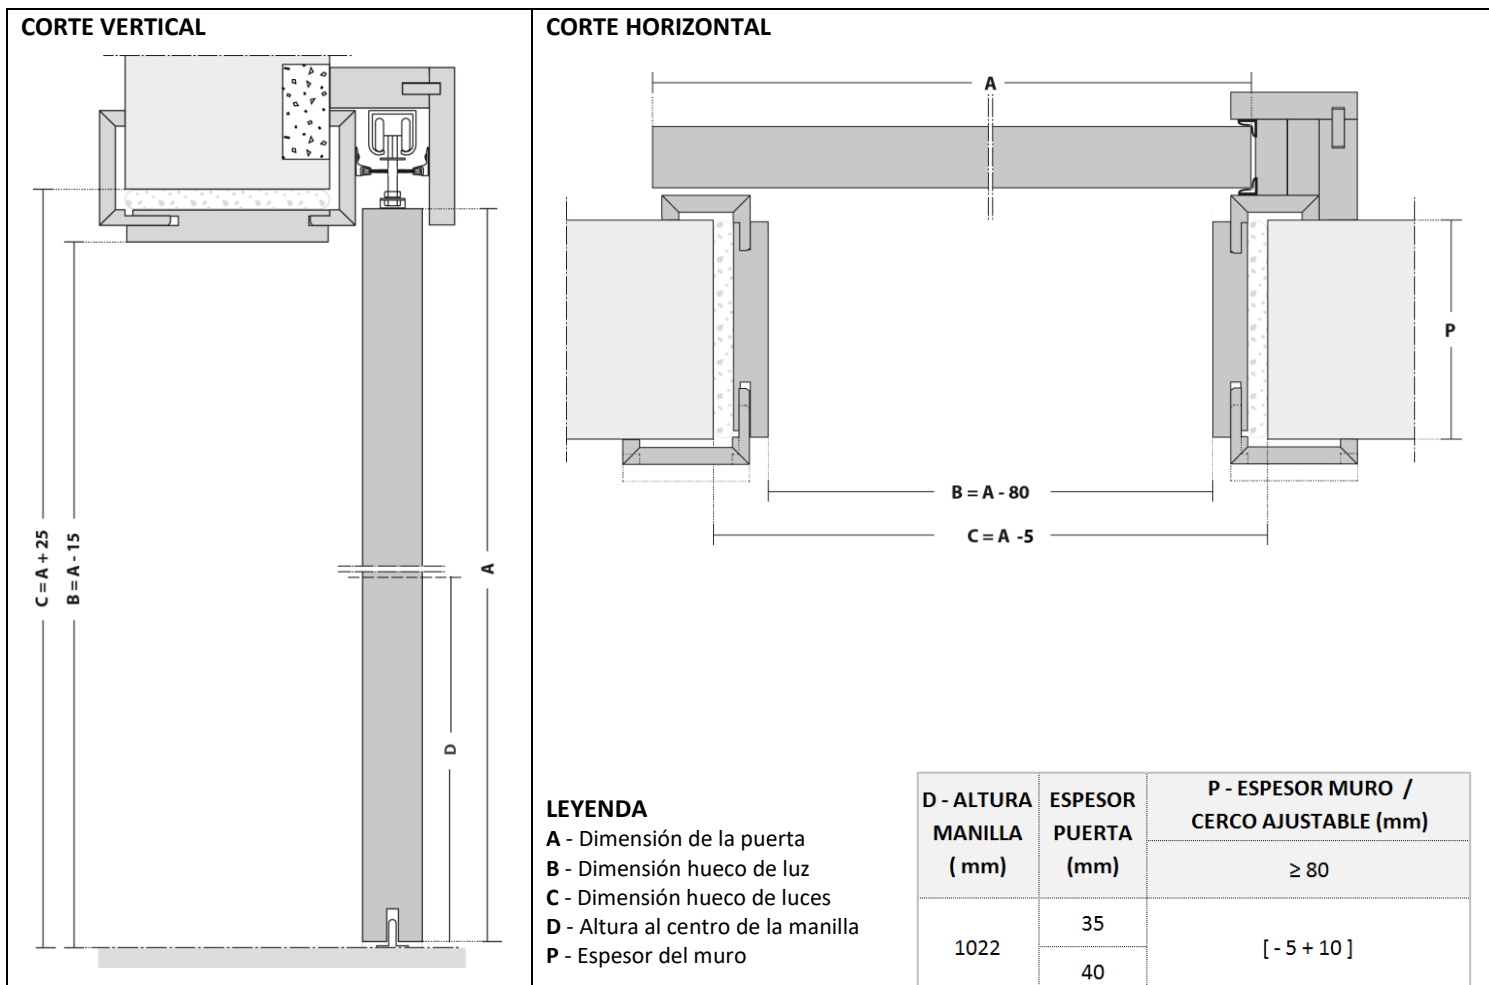 CORTE VERTICAL
C = A + 25
B = A - 15
A
D
CORTE HORIZONTAL
A
P
B = A - 80
C = A -5
LEYENDA
A - Dimensión de la puerta
B - Dimensión hueco de luz
C - Dimensión hueco de luces
D - Altura al centro de la manilla
P - Espesor del muro
D - ALTURA
MANILLA
( mm)
ESPESOR
PUERTA
(mm)
P - ESPESOR MURO /
CERCO AJUSTABLE (mm)
≥ 80
1022
35
40
[ - 5 + 10 ]